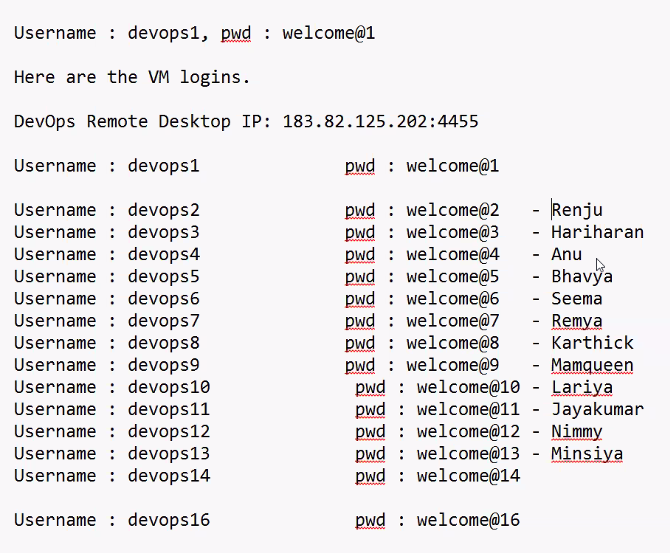 Username : devops1, pwd : welcome@1
Here are the VM logins.
DevOps Remote Desktop IP: 183.82.125.202:4455
Username : devops1 pwd : welcome@1
Username : devops2 pwd : welcome@2 - Renju
Username : devops3 pwd : welcome@3 - Hariharan
Username : devops4 pwd : welcome@4 - Anu
Username : devops5 pwd : welcome@5 - Bhavya
Username : devops6 pwd : welcome@6 - Seema
Username : devops7 pwd : welcome@7 - Remya
Username : devops8 pwd : welcome@8 - Karthick
Username : devops9 pwd : welcome@9 - Mamqueen
Username : devops10 pwd : welcome@10 - Lariya
Username : devops11 pwd : welcome@11 - Jayakumar
Username : devops12 pwd : welcome@12 - Nimmy
Username : devops13 pwd : welcome@13 - Minsiya
Username : devops14 pwd : welcome@14
Username : devops16 pwd : welcome@16